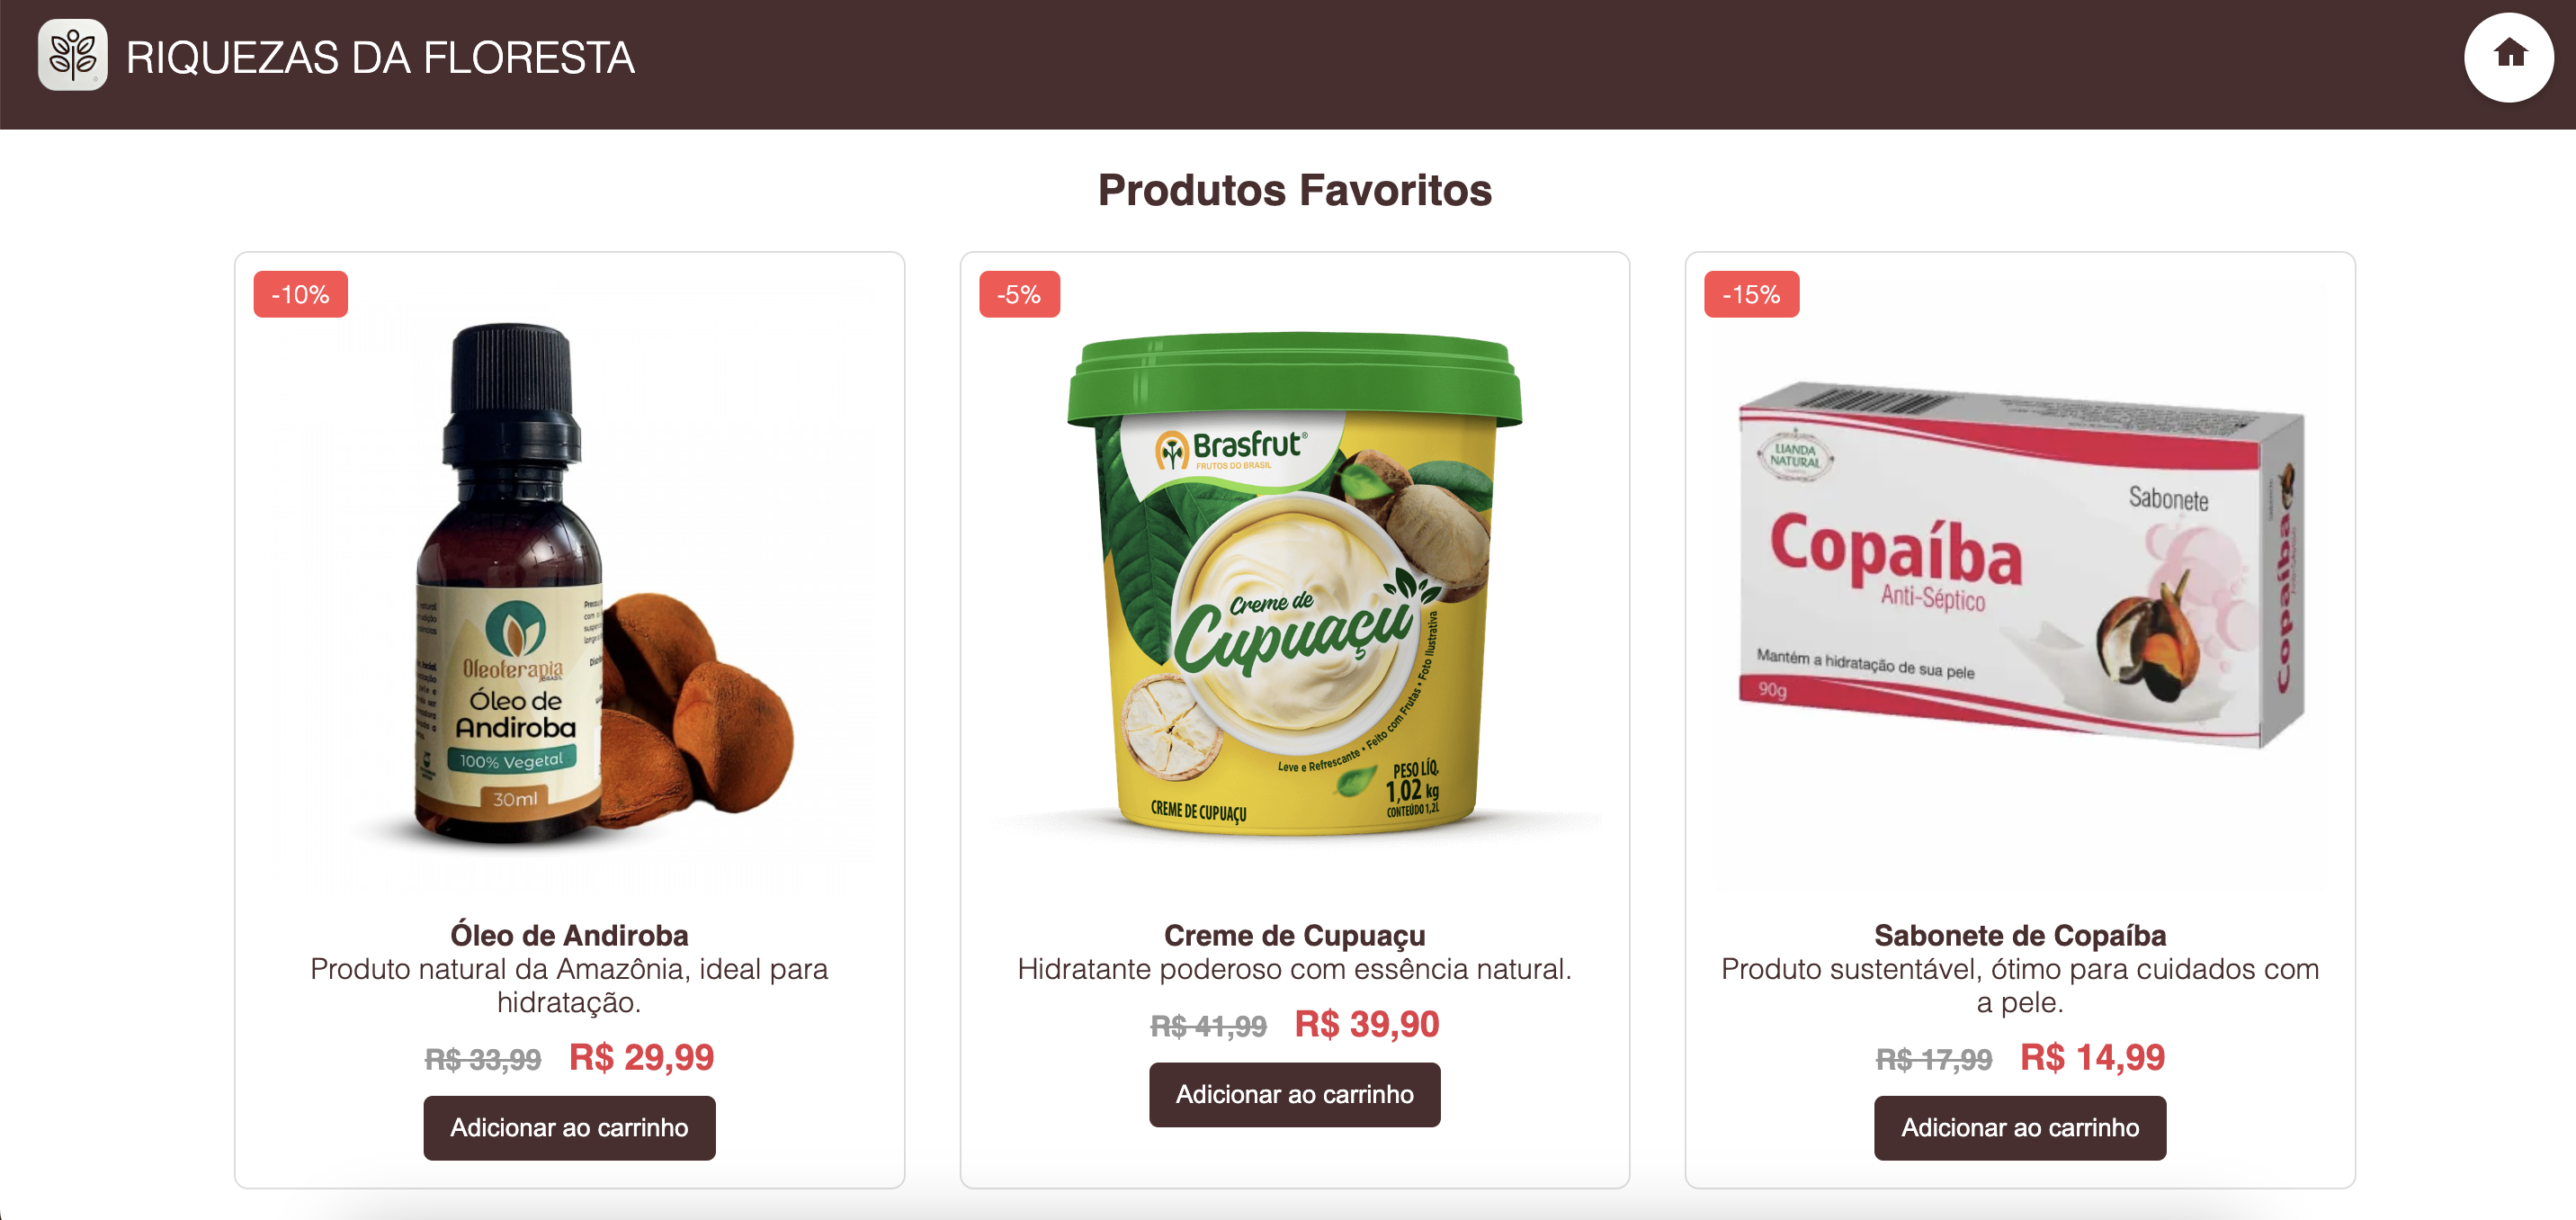 RIQUEZAS DA FLORESTA
Produtos Favoritos
-10%
Oleoterapia
BRASIL
Óleo de
Andiroba
100% Vegetal
30ml
Óleo de Andiroba
Produto natural da Amazônia, ideal para
hidratação.
R$ 33,99 R$ 29,99
Adicionar ao carrinho
-5%
Brasfrut®
FRUTOS DO BRASIL
Creme de
Cupuaçu
Leve e Refrescante • Feito com Frutas • Foto Ilustrativa
PESO LÍQ.
1,02 kg
CONTEÚDO 1,2L
CREME DE CUPUAÇU
Creme de Cupuaçu
Hidratante poderoso com essência natural.
R$ 41,99 R$ 39,90
Adicionar ao carrinho
-15%
LIANDA
NATURAL
Sabonete
Copaíba
Anti-Séptico
Mantém a hidratação de sua pele
90g
Copaíba
Sabonete de Copaíba
Produto sustentável, ótimo para cuidados com
a pele.
R$ 17,99 R$ 14,99
Adicionar ao carrinho